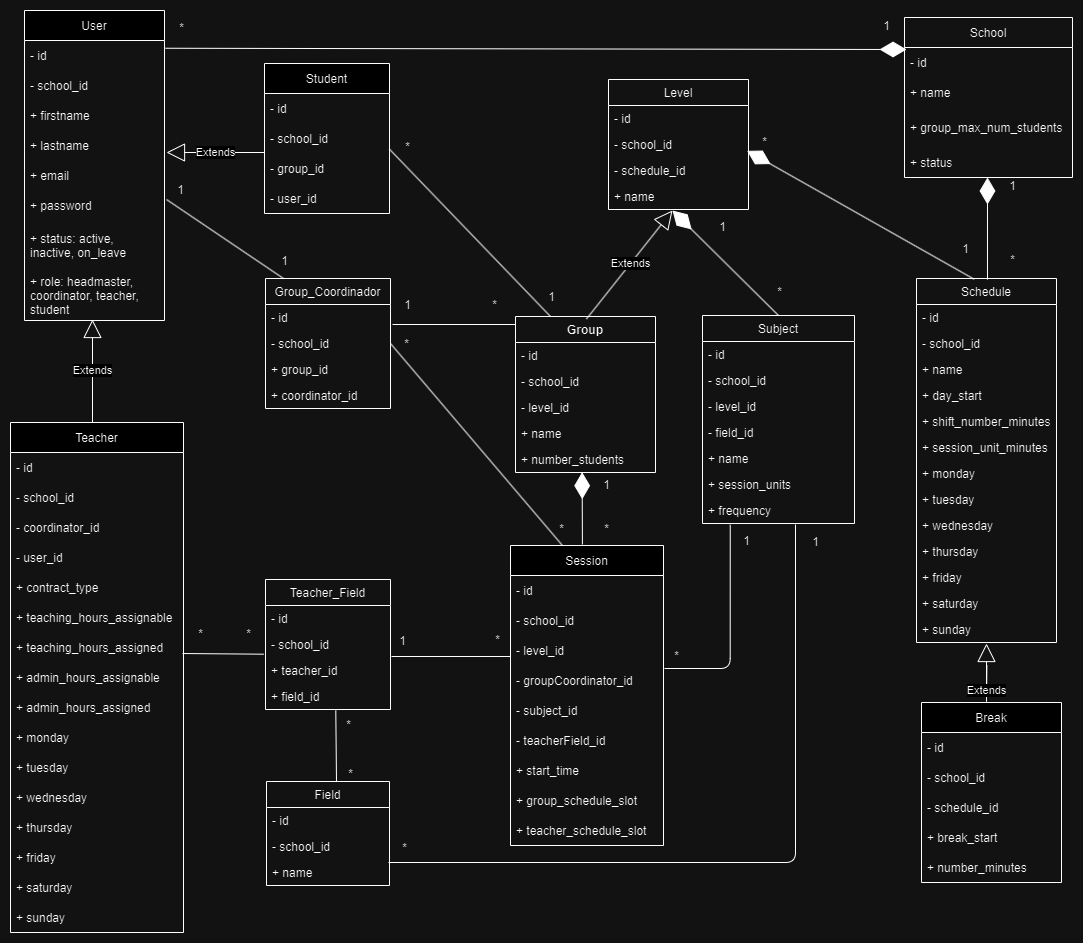 User
- id
- school_id
+ firstname
+ lastname
+ email
+ password
+ status: active,
inactive, on_leave
+ role: headmaster,
coordinator, teacher,
student
*
1
School
- id
+ name
+ group_max_num_students
+ status
Student
- id
- school_id
- group_id
- user_id
Extends
*
Level
- id
- school_id
- schedule_id
+ name
*
1
1
*
1
1
Extends
1
*
Group_Coordinador
- id
- school_id
+ group_id
+ coordinator_id
1
*
*
1
Group
- id
- school_id
- level_id
+ name
+ number_students
Subject
- id
- school_id
- level_id
- field_id
+ name
+ session_units
+ frequency
Schedule
- id
- school_id
+ name
+ day_start
+ shift_number_minutes
+ session_unit_minutes
+ monday
+ tuesday
+ wednesday
+ thursday
+ friday
+ saturday
+ sunday
Extends
Teacher
- id
- school_id
- coordinator_id
- user_id
+ contract_type
+ teaching_hours_assignable
+ teaching_hours_assigned
+ admin_hours_assignable
+ admin_hours_assigned
+ monday
+ tuesday
+ wednesday
+ thursday
+ friday
+ saturday
+ sunday
1
*
*
1
1
Session
- id
- school_id
- level_id
- groupCoordinator_id
- subject_id
- teacherField_id
+ start_time
+ group_schedule_slot
+ teacher_schedule_slot
Teacher_Field
- id
- school_id
+ teacher_id
+ field_id
*
*
1
*
*
*
*
Field
- id
- school_id
+ name
*
Extends
Break
- id
- school_id
- schedule_id
+ break_start
+ number_minutes